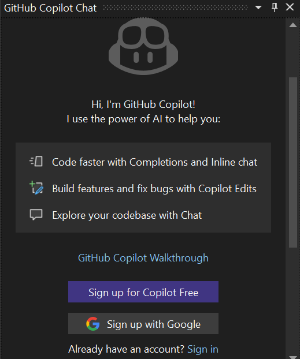 GitHub Copilot Chat
Hi, I'm GitHub Copilot!
I use the power of AI to help you:
Code faster with Completions and Inline chat
Build features and fix bugs with Copilot Edits
Explore your codebase with Chat
GitHub Copilot Walkthrough
Sign up for Copilot Free
Sign up with Google
Already have an account? Sign in